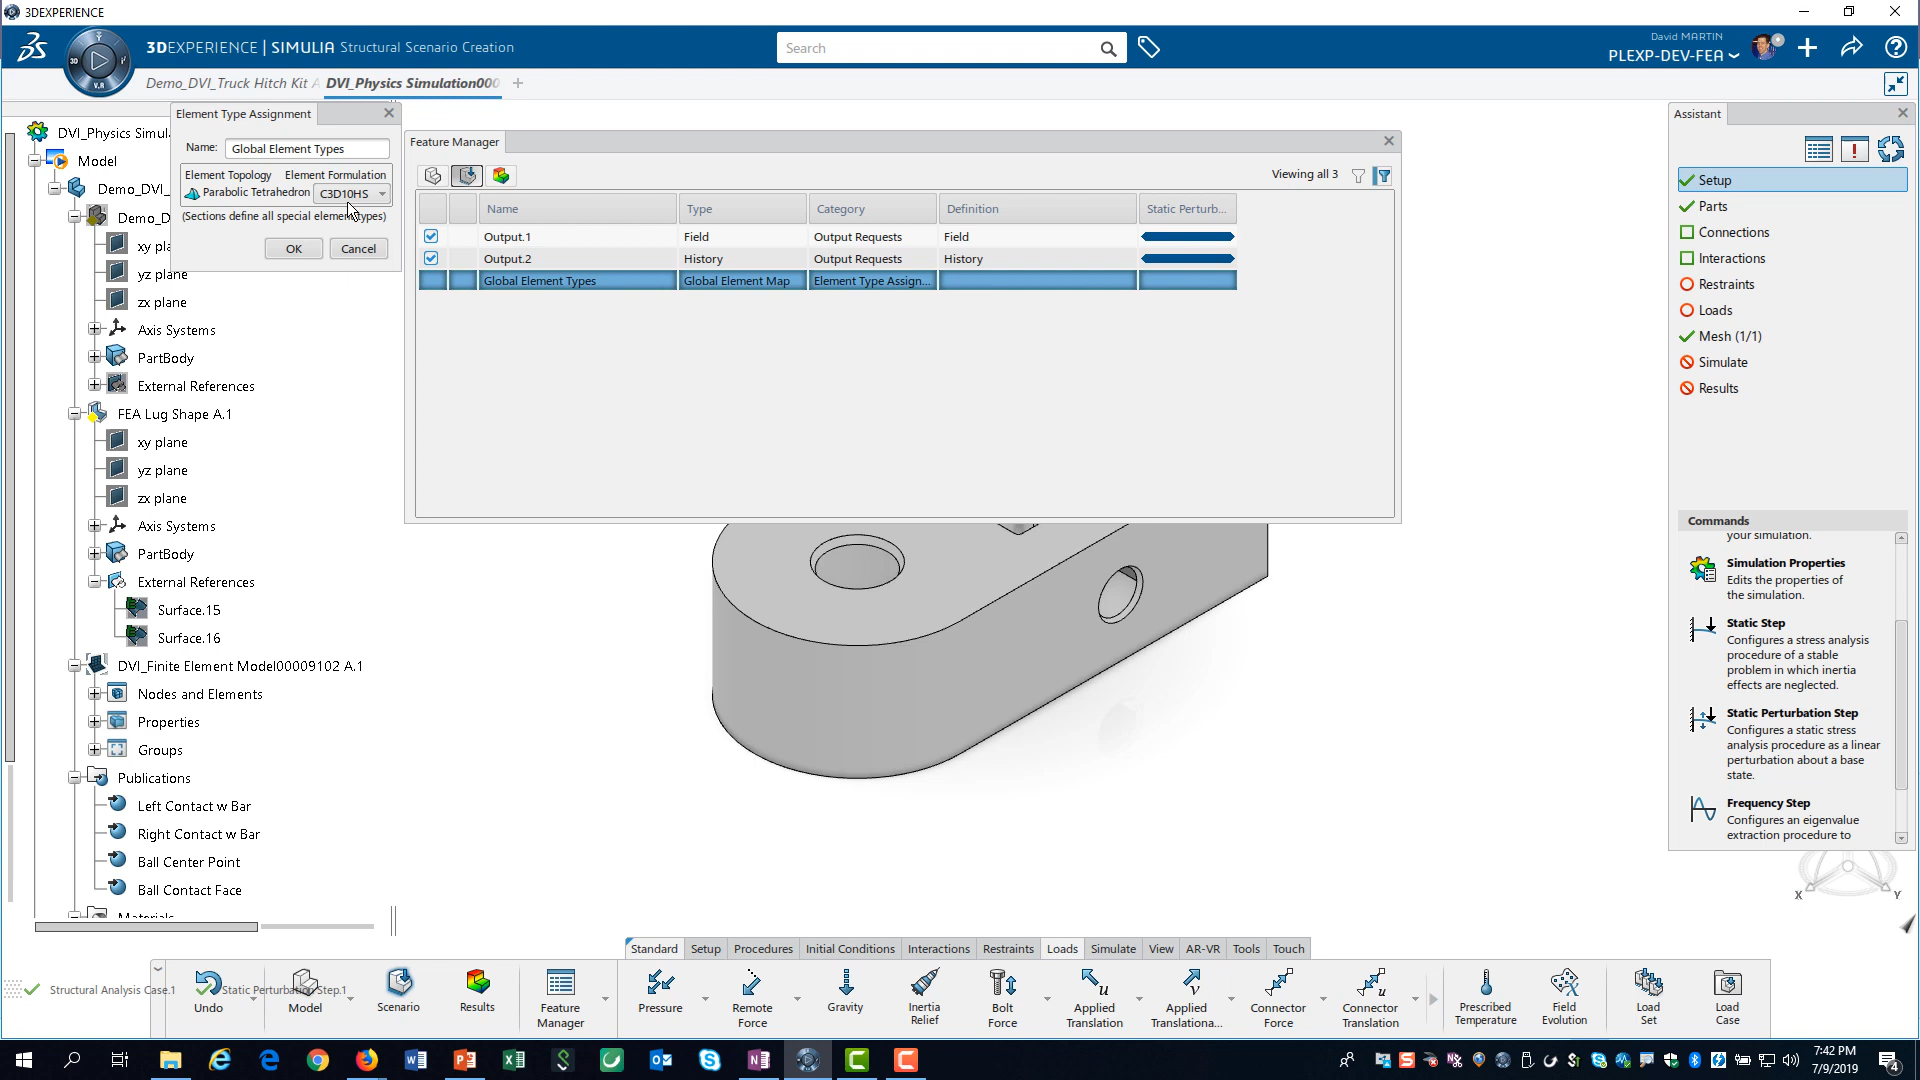 3DEXPERIENCE
3DEXPERIENCE | SIMULIA Structural Scenario Creation
Search
David MARTIN
PLEXP-DEV-FEA
3D
V.R
Demo_DVI_Truck Hitch Kit A
DVI_Physics Simulation000
Element Type Assignment
Name: Global Element Types
Element Topology Element Formulation
Parabolic Tetrahedron C3D10HS
(Sections define all special element types)
OK Cancel
Feature Manager
Viewing all 3
Name Type Category Definition Static Perturb...
Output.1 Field Output Requests Field
Output.2 History Output Requests History
Global Element Types Global Element Map Element Type Assign...
DVI_Physics Simul
Model
Demo_DVI_
Demo_D
xy pla
yz plane
zx plane
Axis Systems
PartBody
External References
FEA Lug Shape A.1
xy plane
yz plane
zx plane
Axis Systems
PartBody
External References
Surface.15
Surface.16
DVI_Finite Element Model00009102 A.1
Nodes and Elements
Properties
Groups
Publications
Left Contact w Bar
Right Contact w Bar
Ball Center Point
Ball Contact Face
Materials
Assistant
Setup
Parts
Connections
Interactions
Restraints
Loads
Mesh (1/1)
Simulate
Results
Commands
your simulation.
Simulation Properties
Edits the properties of
the simulation.
Static Step
Configures a stress analysis
procedure of a stable
problem in which inertia
effects are neglected.
Static Perturbation Step
Configures a static stress
analysis procedure as a linear
perturbation about a base
state.
Frequency Step
Configures an eigenvalue
extraction procedure to
X Y
Standard Setup Procedures Initial Conditions Interactions Restraints Loads Simulate View AR-VR Tools Touch
Structural Analysis Case.1
Static Perturbation Step.1
Undo
Model
Scenario
Results
Feature
Manager
Pressure
Remote
Force
Gravity
Inertia
Relief
Bolt
Force
Applied
Translation
Applied
Translationa...
Connector
Force
Connector
Translation
Prescribed
Temperature
Field
Evolution
Load
Set
Load
Case
7:42 PM
7/9/2019
4